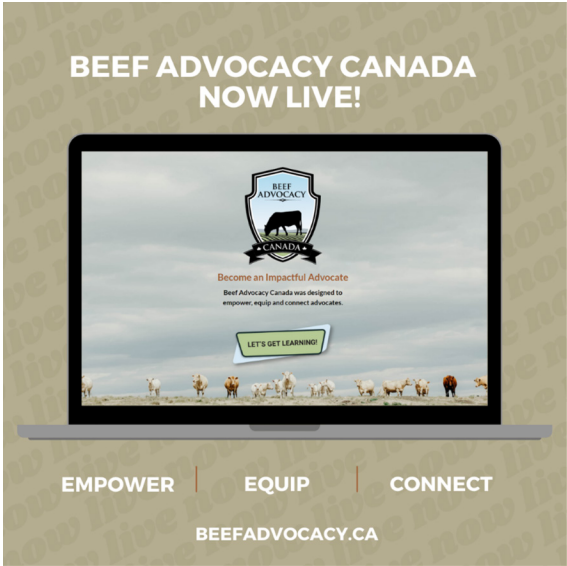 BEEF ADVOCACY CANADA
NOW LIVE!
BEEF
ADVOCACY
CANADA
Become an Impactful Advocate
Beef Advocacy Canada was designed to
empower, equip and connect advocates.
LET'S GET LEARNING!
EMPOWER
EQUIP
CONNECT
BEEFADVOCACY.CA